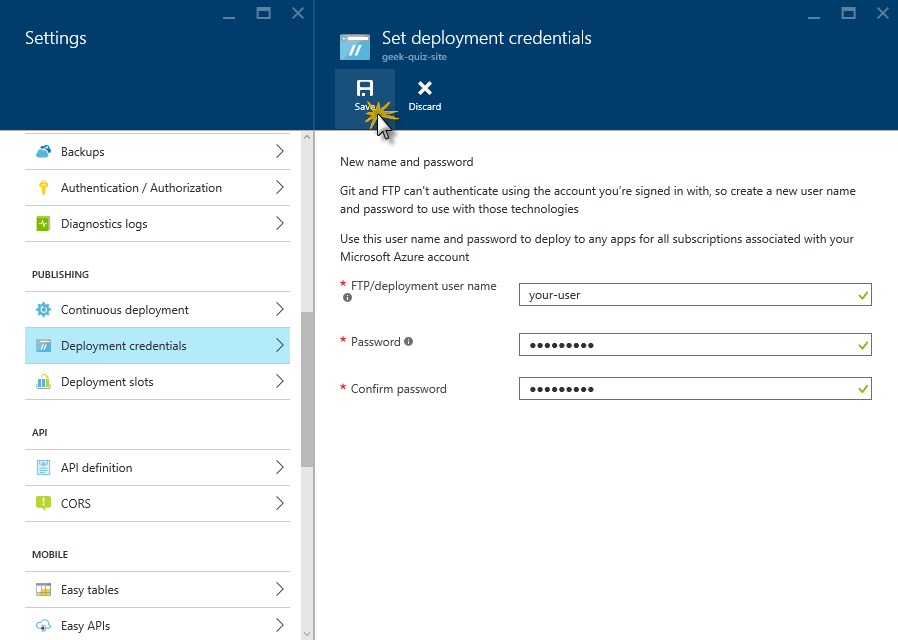 Settings
Backups
Authentication / Authorization
Diagnostics logs
PUBLISHING
Continuous deployment
Deployment credentials
Deployment slots
API
API definition
CORS
MOBILE
Easy tables
Easy APIs
Set deployment credentials
geek-quiz-site
Save
Discard
New name and password
Git and FTP can't authenticate using the account you're signed in with, so create a new user name
and password to use with those technologies
Use this user name and password to deploy to any apps for all subscriptions associated with your
Microsoft Azure account
* FTP/deployment user name
your-user
* Password
●●●●●●●●●
* Confirm password
●●●●●●●●●